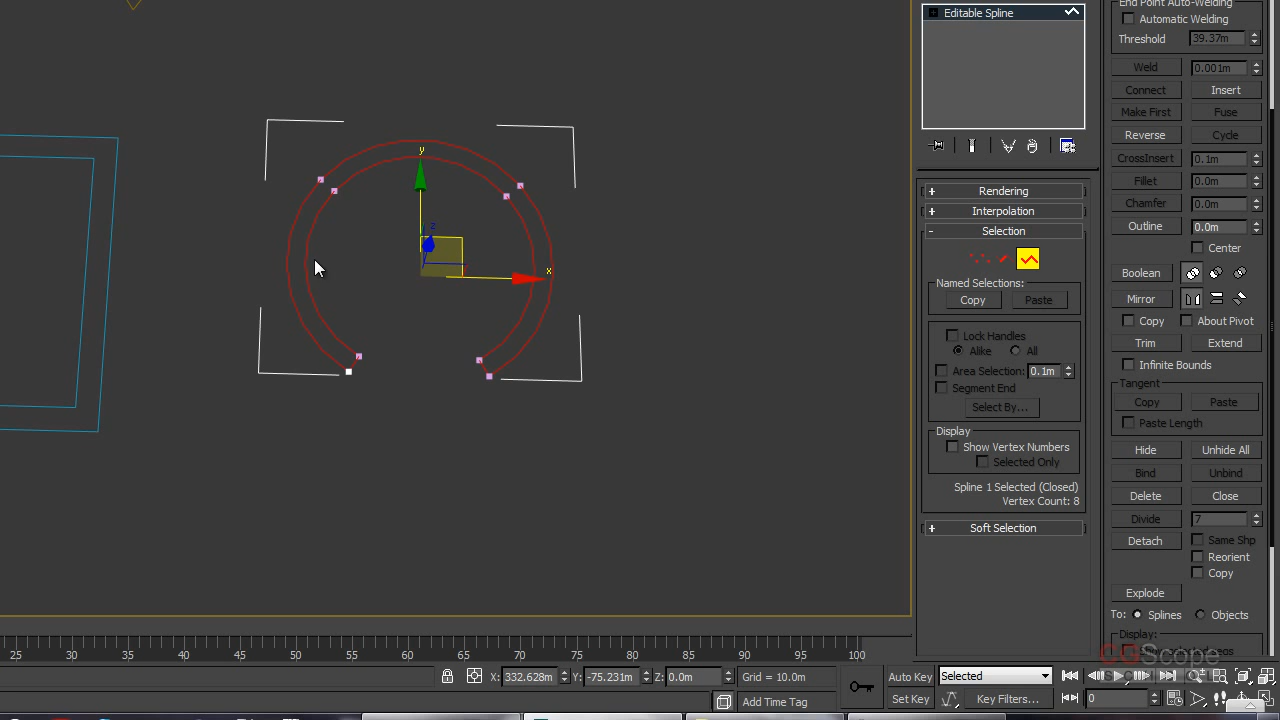 Editable Spline
End Point Auto-Welding
Automatic Welding
Threshold 39.37m
Weld 0.001m
Connect Insert
Make First Fuse
Reverse Cycle
CrossInsert 0.1m
Fillet 0.0m
Chamfer 0.0m
Outline 0.0m
Center
Boolean
Mirror
Copy About Pivot
Trim Extend
Infinite Bounds
Tangent
Copy Paste
Paste Length
Hide Unhide All
Bind Unbind
Delete Close
Divide 7
Detach Same Shp
Reorient
Copy
Explode
To: Splines Objects
Display:
+ Rendering
+ Interpolation
- Selection
Named Selections:
Copy Paste
Lock Handles
Alike All
Area Selection: 0.1m
Segment End
Select By...
Display
Show Vertex Numbers
Selected Only
Spline 1 Selected (Closed)
Vertex Count: 8
+ Soft Selection
y
z
x
25 30 35 40 45 50 55 60 65 70 75 80 85 90 95 100
X: 332.628m Y: -75.231m Z: 0.0m Grid = 10.0m Auto Key Selected
Add Time Tag Set Key Key Filters... 0
CGScope